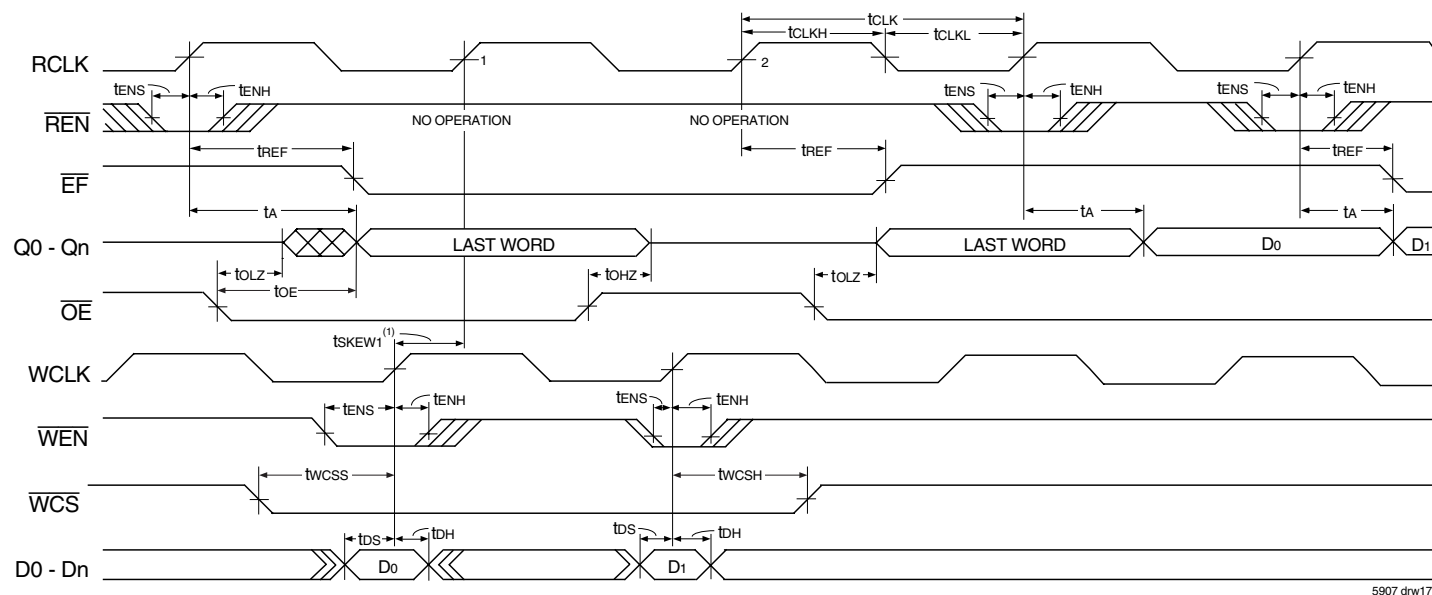 tCLK
tCLKH
tCLKL
RCLK
1
2
tENS
tENH
tENS
tENH
tENS
tENH
REN
NO OPERATION
NO OPERATION
tREF
tREF
tREF
EF
tA
tA
tA
Q0 - Qn
LAST WORD
LAST WORD
D0
D1
tOLZ
tOHZ
tOLZ
tOE
OE
tSKEW1(1)
WCLK
tENS
tENH
tENS
tENH
WEN
tWCSS
tWCSH
WCS
tDS
tDH
tDS
tDH
D0 - Dn
D0
D1
5907 drw17